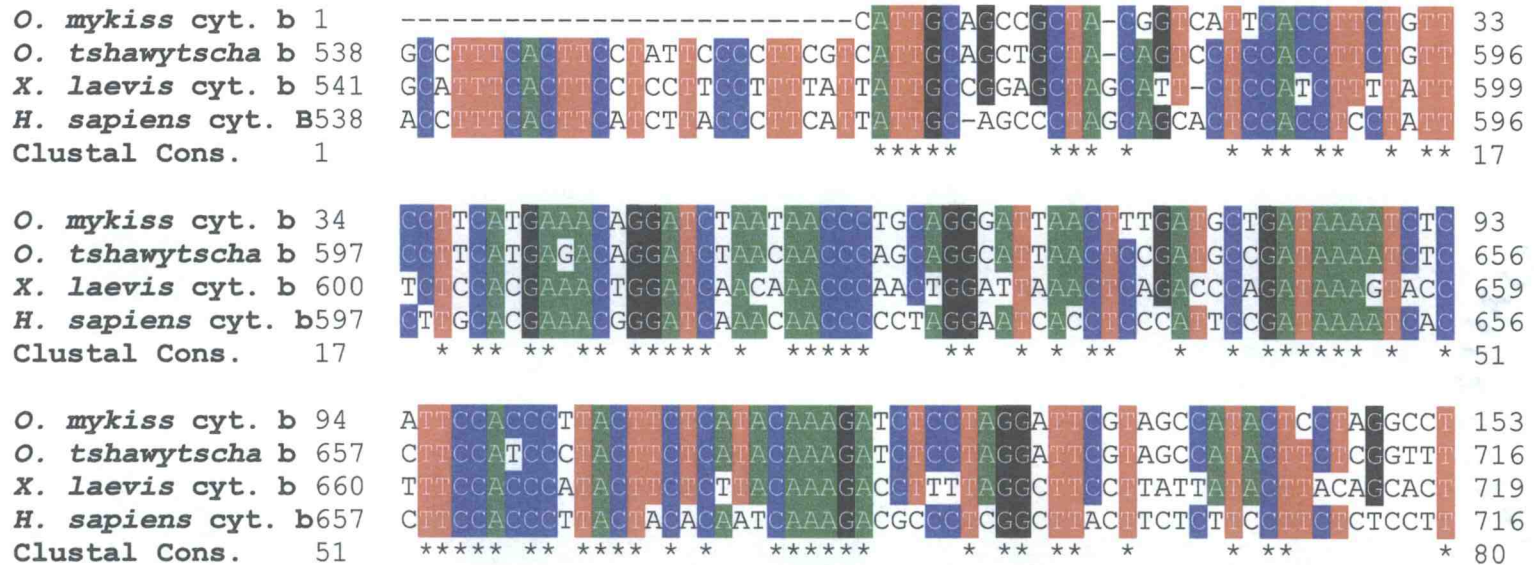 O. mykiss cyt. b 1 --------------------------CATTGCAGCCGCTA-CGGTCATTCACCTTCTGTT 33
O. tshawytscha b 538 GCCTTTCACTTCCTATTCCCCTTCGTCATTGCAGCTGCTA-CAGTCCTCCACCTTCTGTT 596
X. laevis cyt. b 541 GCATTTCACTTCCTCCTTCCTTTTATTATTGCCGGAGCTAGCATT-CTCCATCTTTTATT 599
H. sapiens cyt. B538 ACCTTTCACTTCATCTTACCCTTCATTATTGC-AGCCCTAGCAGCACTCCACCTCCTATT 596
Clustal Cons. 1 ***** *** * * ** ** * ** 17
O. mykiss cyt. b 34 CCTTCATGAAACAGGATCTAATAACCCTGCAGGGATTAACTTTGATGCTGATAAAATCTC 93
O. tshawytscha b 597 CCTTCATGAGACAGGATCTAACAACCCAGCAGGCATTAACTCCGATGCCGATAAAATCTC 656
X. laevis cyt. b 600 TCTCCACGAAACTGGATCAACAAACCCAACTGGATTAAACTCAGACCCAGATAAAGTACC 659
H. sapiens cyt. b597 CTTGCACGAAACGGGATCAAACAACCCCCTAGGAATCACCTCCCATTCCGATAAAATCAC 656
Clustal Cons. 17 * ** ** ** ***** * ***** ** * * ** * * ****** * * 51
O. mykiss cyt. b 94 ATTCCACCCTTACTTCTCATACAAAGATCTCCTAGGATTCGTAGCCATACTCCTAGGCCT 153
O. tshawytscha b 657 CTTCCATCCCTACTTCTCATACAAAGATCTCCTAGGATTCGTAGCCATACTTCTCGGTTT 716
X. laevis cyt. b 660 TTTCCACCCATACTTCTCTTACAAAGACCTTTTAGGCTTCCTTATTATACTTACAGCACT 719
H. sapiens cyt. b657 CTTCCACCCTTACTACACAATCAAAGACGCCCTCGGCTTACTTCTCTTCCTTCTCTCCTT 716
Clustal Cons. 51 ***** ** **** * * ****** * ** ** * * ** * 80